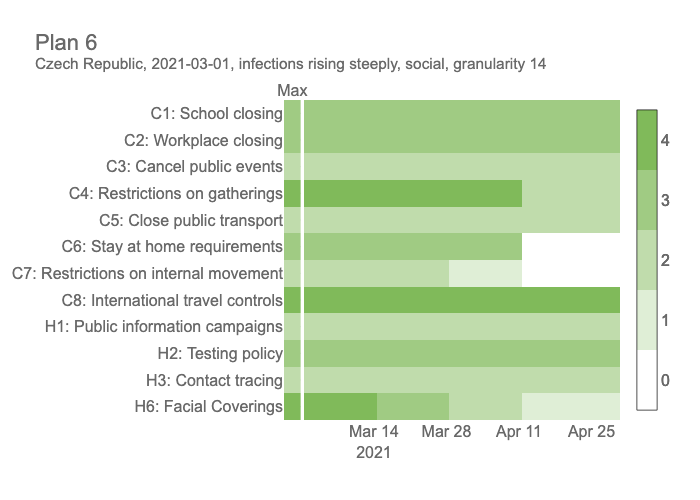 Plan 6
Czech Republic, 2021-03-01, infections rising steeply, social, granularity 14
Max
C1: School closing
C2: Workplace closing
C3: Cancel public events
C4: Restrictions on gatherings
C5: Close public transport
C6: Stay at home requirements
C7: Restrictions on internal movement
C8: International travel controls
H1: Public information campaigns
H2: Testing policy
H3: Contact tracing
H6: Facial Coverings
Mar 14 Mar 28 Apr 11 Apr 25
2021
4
3
2
1
0